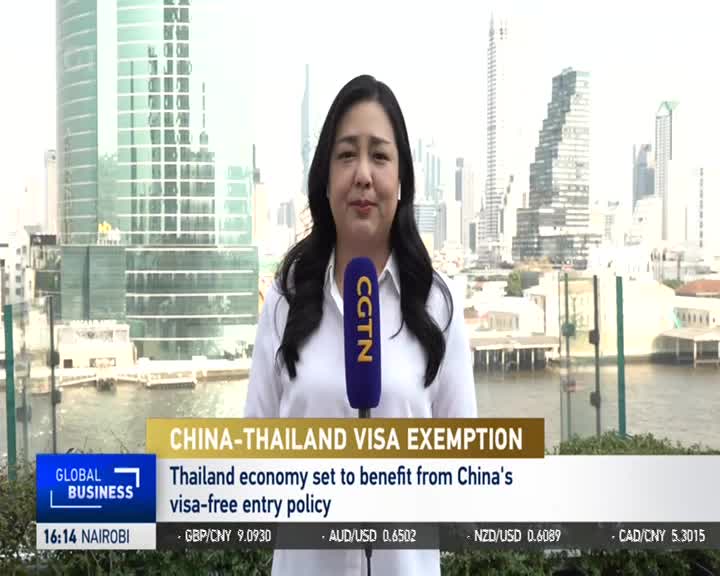 CGTN
CHINA-THAILAND VISA EXEMPTION
GLOBAL
BUSINESS
Thailand economy set to benefit from China's
visa-free entry policy
16:14 NAIROBI
· GBP/CNY 9.0930 · AUD/USD 0.6502 · NZD/USD 0.6089 · CAD/CNY 5.3015